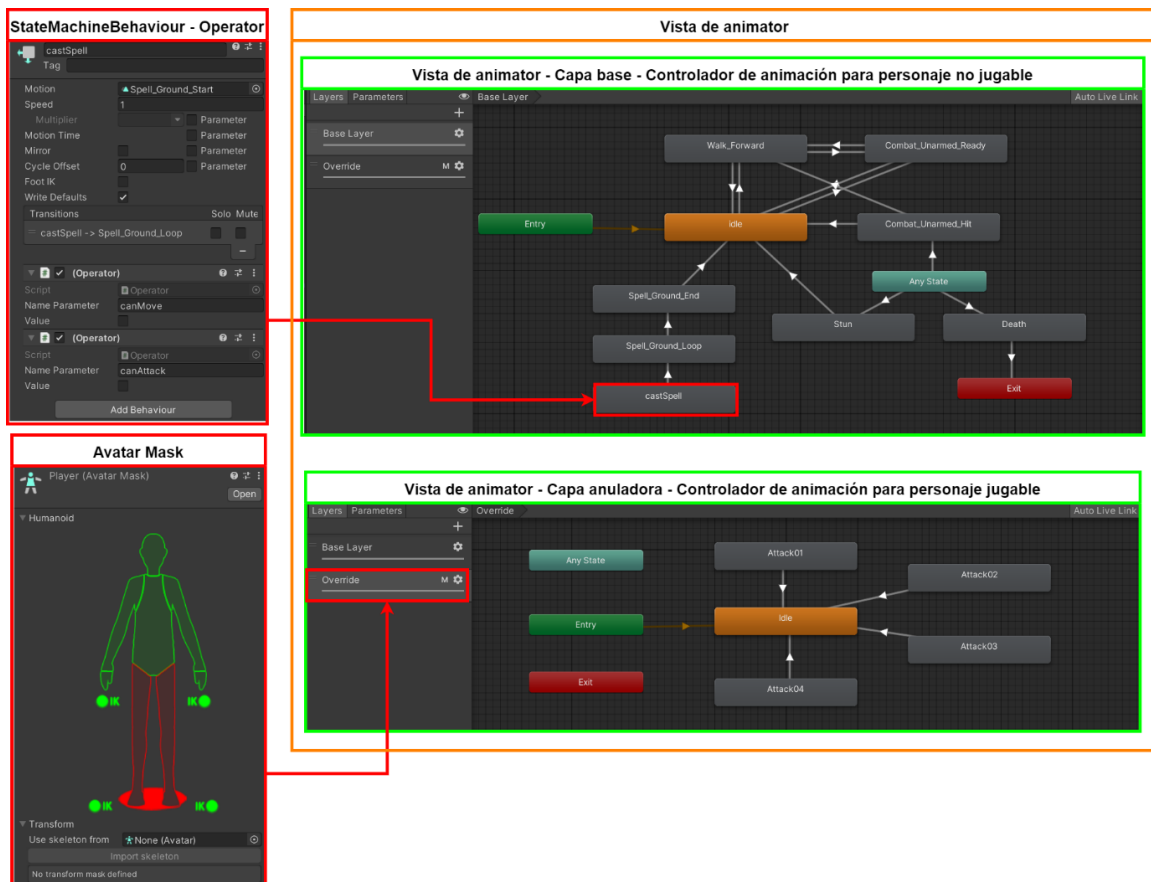 StateMachineBehaviour - Operator
castSpell
Tag
Motion
Spell_Ground_Start
Speed
1
Multiplier
Parameter
Motion Time
Parameter
Mirror
Parameter
Cycle Offset
0
Parameter
Foot IK
Write Defaults
Transitions
Solo Mute
castSpell -> Spell_Ground_Loop
(Operator)
Script
Operator
Name Parameter
canMove
Value
(Operator)
Script
Operator
Name Parameter
canAttack
Value
Add Behaviour
Avatar Mask
Player (Avatar Mask)
Open
Humanoid
IK
IK
IK
IK
Transform
Use skeleton from
None (Avatar)
Import skeleton
No transform mask defined
Vista de animator
Vista de animator - Capa base - Controlador de animación para personaje no jugable
Layers Parameters
Base Layer
Auto Live Link
Base Layer
Override
M
Walk_Forward
Combat_Unarmed_Ready
Entry
idle
Combat_Unarmed_Hit
Any State
Spell_Ground_End
Stun
Death
Spell_Ground_Loop
Exit
castSpell
Vista de animator - Capa anuladora - Controlador de animación para personaje jugable
Layers Parameters
Override
Auto Live Link
Base Layer
Override
M
Any State
Attack01
Attack02
Entry
Idle
Attack03
Exit
Attack04